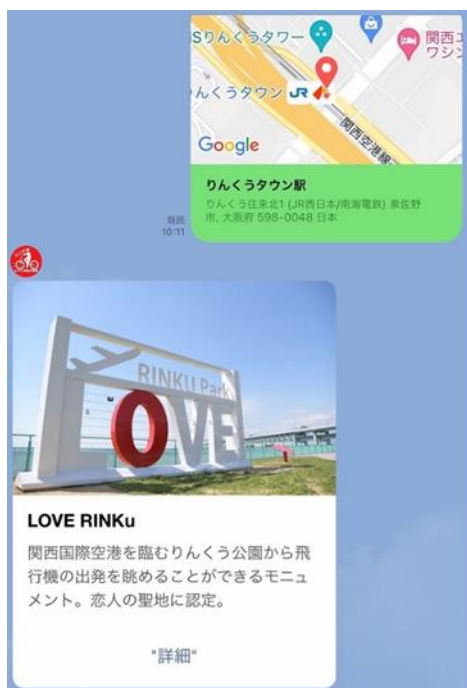 Sりんくうタワー
関西エ
ワシン
んくうタウン JR
関西空港線
Google
りんくうタウン駅
りんくう往来北1 (JR西日本/南海電鉄) 泉佐野
市, 大阪府 598-0048 日本
既読
10:11
RINKU Park
LOVE
LOVE RINKu
関西国際空港を臨むりんくう公園から飛
行機の出発を眺めることができるモニュ
メント。恋人の聖地に認定。
"詳細"